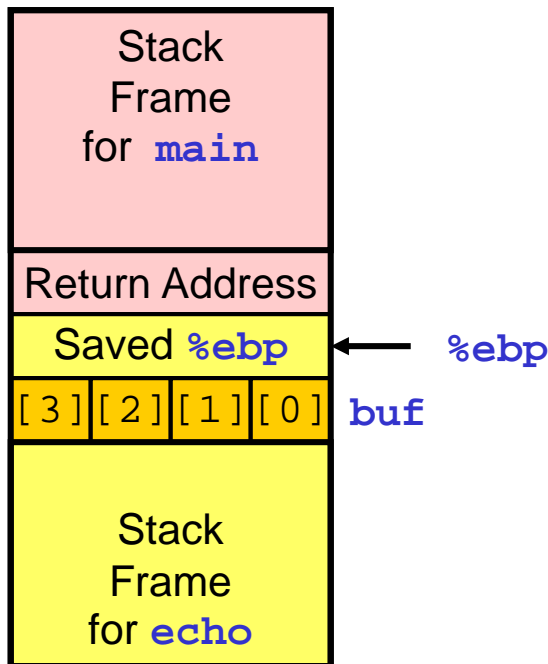 Stack
Frame
for main
Return Address
Saved %ebp
%ebp
[3] [2] [1] [0] buf
Stack
Frame
for echo